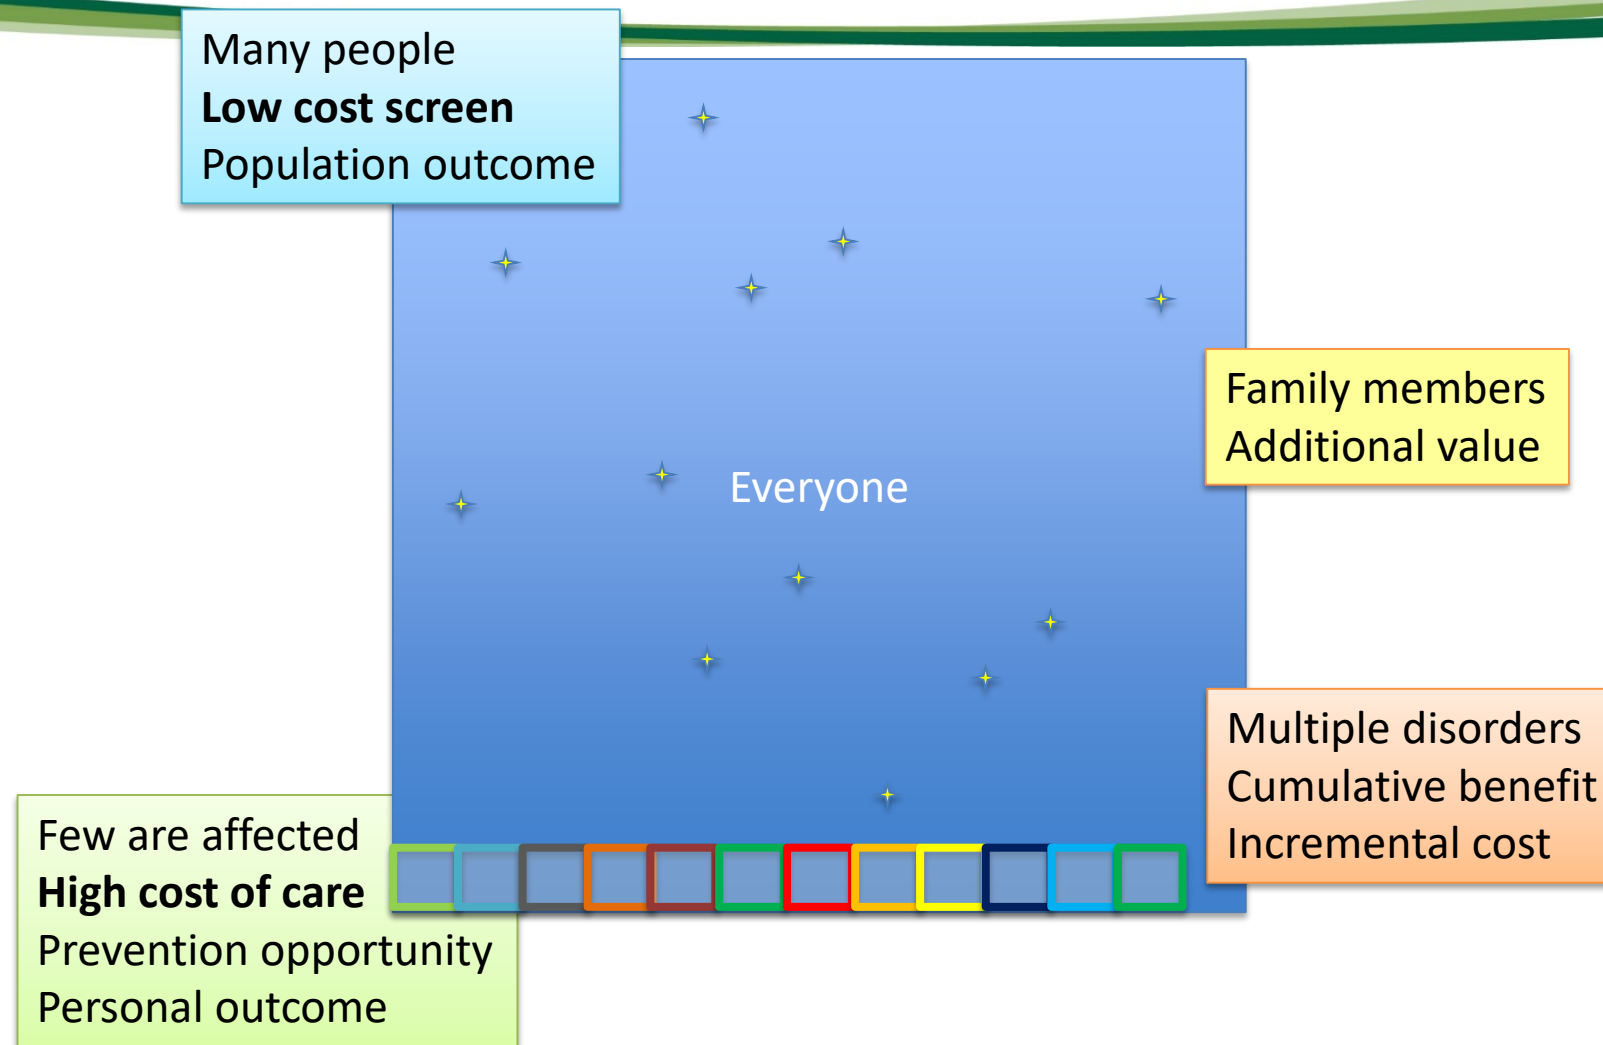 Many people
Low cost screen
Population outcome
Everyone
Family members
Additional value
Multiple disorders
Cumulative benefit
Incremental cost
Few are affected
High cost of care
Prevention opportunity
Personal outcome